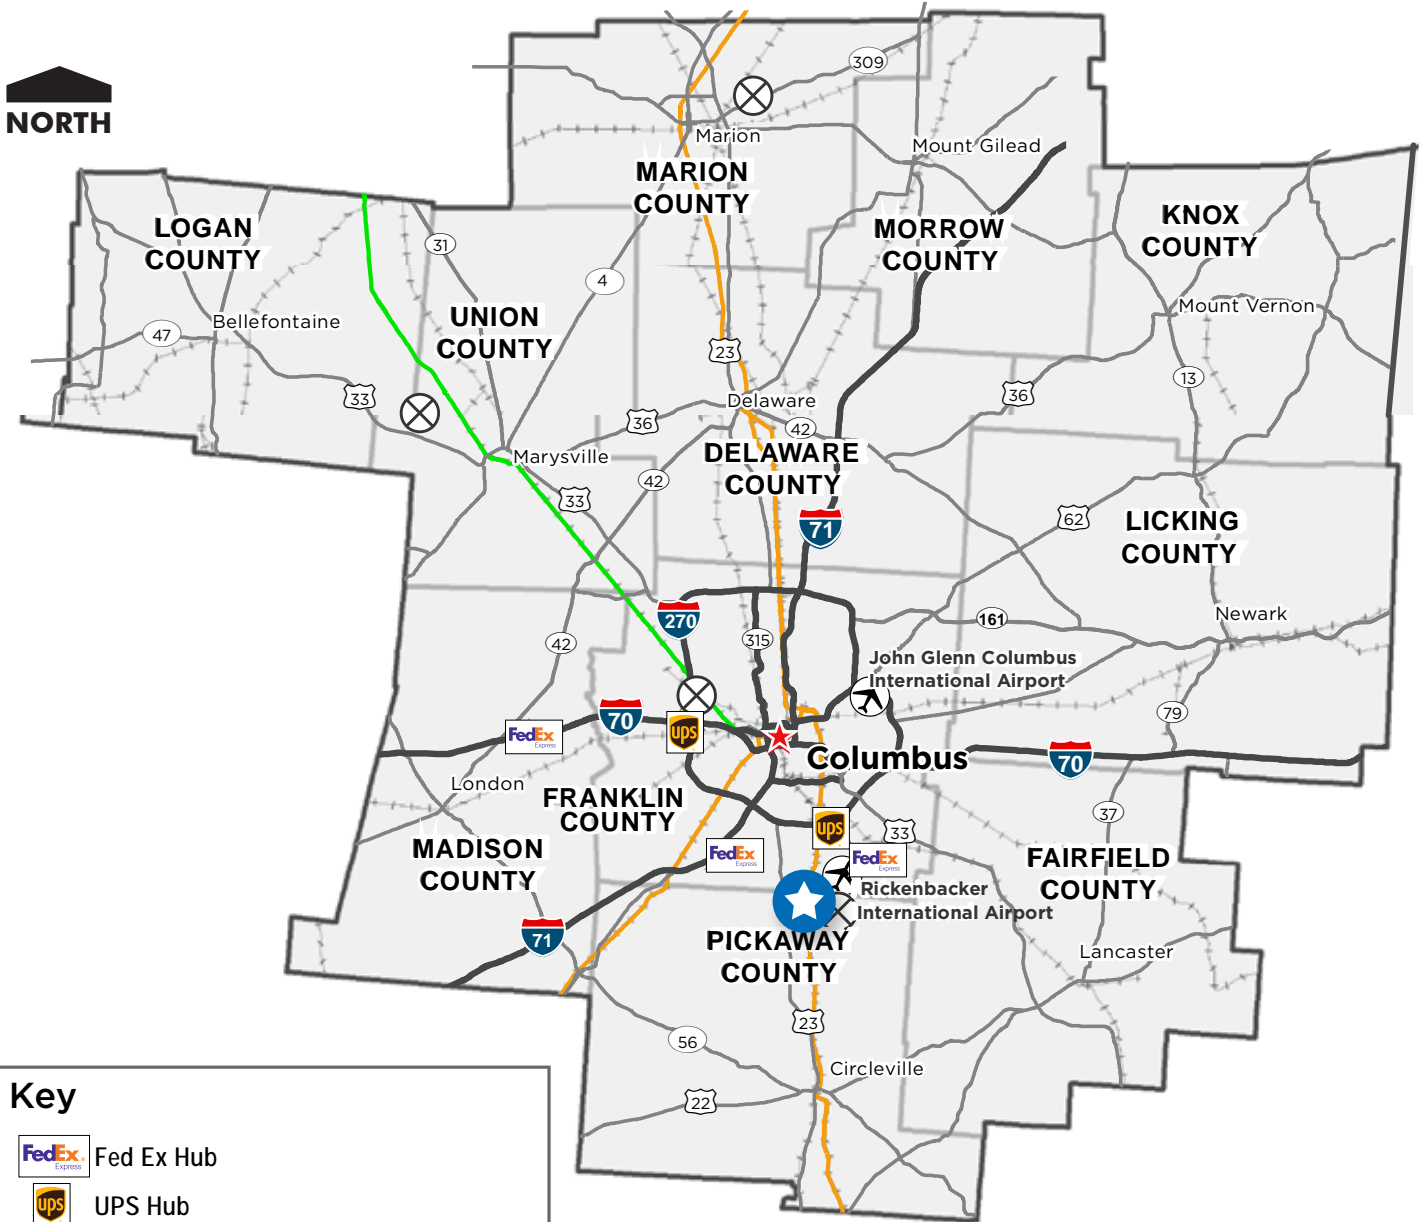 309
NORTH
Marion
Mount Gilead
MARION
COUNTY
LOGAN
COUNTY
MORROW
COUNTY
KNOX
COUNTY
31
4
Mount Vernon
UNION
COUNTY
Bellefontaine
47
23
13
33
36
36
Delaware
42
Marysville
DELAWARE
COUNTY
42
33
71
62
LICKING
COUNTY
270
315
161
Newark
42
John Glenn Columbus
International Airport
70
79
FedEx
Express
ups
Columbus
70
London
FRANKLIN
COUNTY
37
ups
33
MADISON
COUNTY
FedEx
Express
FedEx
Express
FAIRFIELD
COUNTY
Rickenbacker
International Airport
71
PICKAWAY
COUNTY
Lancaster
23
56
Circleville
22
Key
FedEx
Express
Fed Ex Hub
ups
UPS Hub